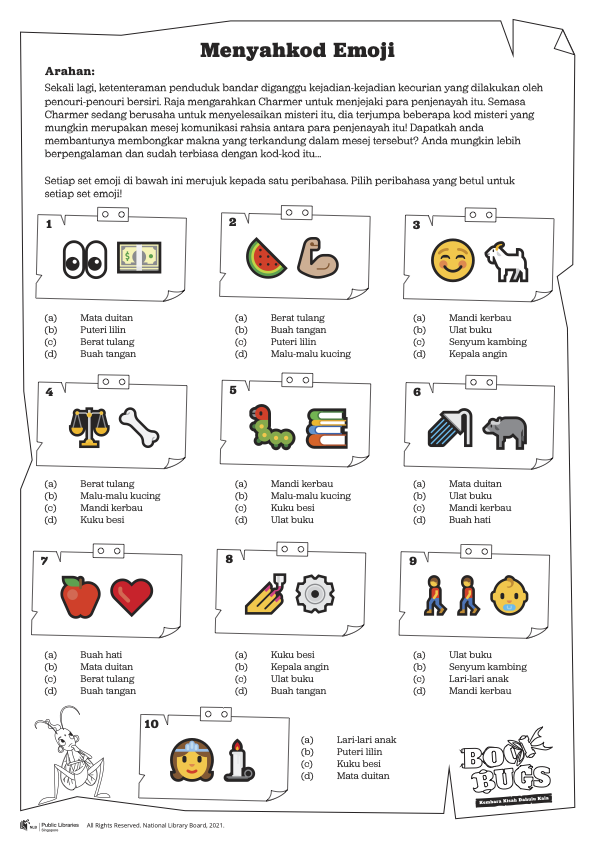 Menyahkod Emoji
Arahan:
Sekali lagi, ketenteraman penduduk bandar diganggu kejadian-kejadian kecurian yang dilakukan oleh
pencuri-pencuri bersiri. Raja mengarahkan Charmer untuk menjejaki para penjenayah itu. Semasa
Charmer sedang berusaha untuk menyelesaikan misteri itu, dia terjumpa beberapa kod misteri yang
mungkin merupakan mesej komunikasi rahsia antara para penjenayah itu! Dapatkah anda
membantunya membongkar makna yang terkandung dalam mesej tersebut? Anda mungkin lebih
berpengalaman dan sudah terbiasa dengan kod-kod itu...
Setiap set emoji di bawah ini merujuk kepada satu peribahasa. Pilih peribahasa yang betul untuk
setiap set emoji!
1
(a) Mata duitan
(b) Puteri lilin
(c) Berat tulang
(d) Buah tangan
2
(a) Berat tulang
(b) Buah tangan
(c) Puteri lilin
(d) Malu-malu kucing
3
(a) Mandi kerbau
(b) Ulat buku
(c) Senyum kambing
(d) Kepala angin
4
(a) Berat tulang
(b) Malu-malu kucing
(c) Mandi kerbau
(d) Kuku besi
5
(a) Mandi kerbau
(b) Malu-malu kucing
(c) Kuku besi
(d) Ulat buku
6
(a) Mata duitan
(b) Ulat buku
(c) Mandi kerbau
(d) Buah hati
7
(a) Buah hati
(b) Mata duitan
(c) Berat tulang
(d) Buah tangan
8
(a) Kuku besi
(b) Kepala angin
(c) Ulat buku
(d) Buah tangan
9
(a) Ulat buku
(b) Senyum kambing
(c) Lari-lari anak
(d) Mandi kerbau
10
(a) Lari-lari anak
(b) Puteri lilin
(c) Kuku besi
(d) Mata duitan
BOOK
BUGS
Kembara Kisah Dahulu Kala
NLB Public Libraries
Singapore
All Rights Reserved. National Library Board, 2021.